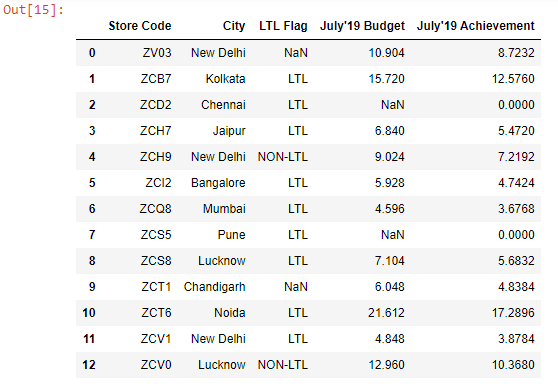 Out[15]:
Store Code City LTL Flag July'19 Budget July'19 Achievement
0 ZV03 New Delhi NaN 10.904 8.7232
1 ZCB7 Kolkata LTL 15.720 12.5760
2 ZCD2 Chennai LTL NaN 0.0000
3 ZCH7 Jaipur LTL 6.840 5.4720
4 ZCH9 New Delhi NON-LTL 9.024 7.2192
5 ZCI2 Bangalore LTL 5.928 4.7424
6 ZCQ8 Mumbai LTL 4.596 3.6768
7 ZCS5 Pune LTL NaN 0.0000
8 ZCS8 Lucknow LTL 7.104 5.6832
9 ZCT1 Chandigarh NaN 6.048 4.8384
10 ZCT6 Noida LTL 21.612 17.2896
11 ZCV1 New Delhi LTL 4.848 3.8784
12 ZCV0 Lucknow NON-LTL 12.960 10.3680